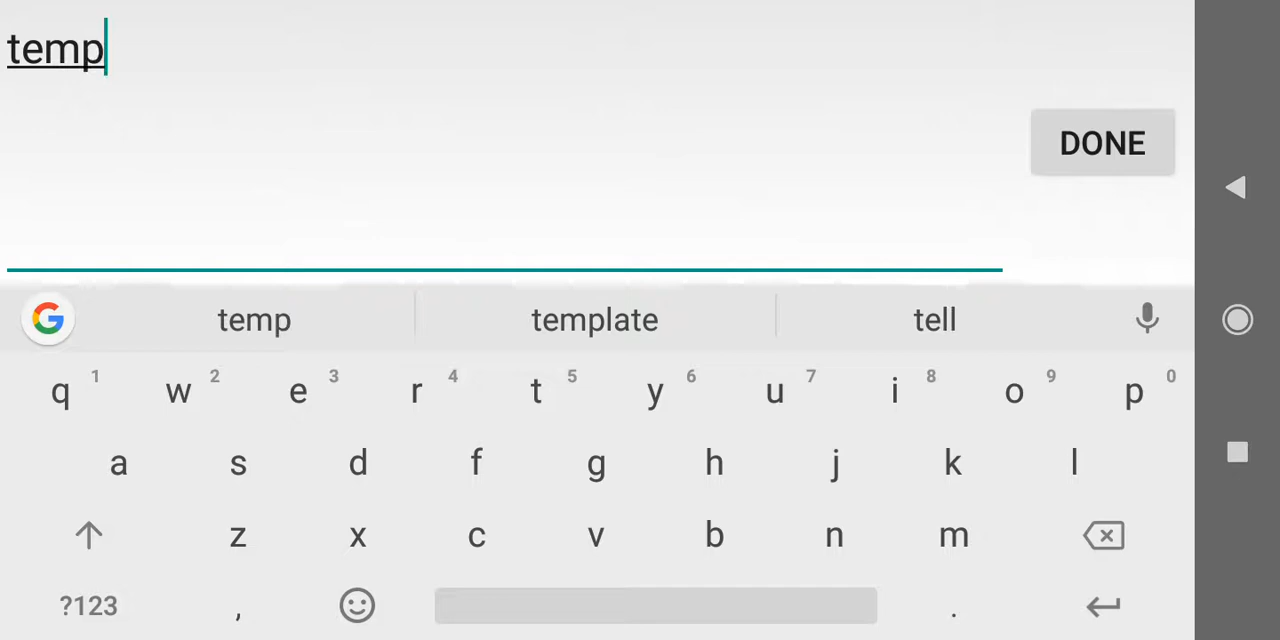 temp
DONE
temp template tell
q 1 w 2 e 3 r 4 t 5 y 6 u 7 i 8 o 9 p 0
a s d f g h j k l
z x c v b n m
?123 , .